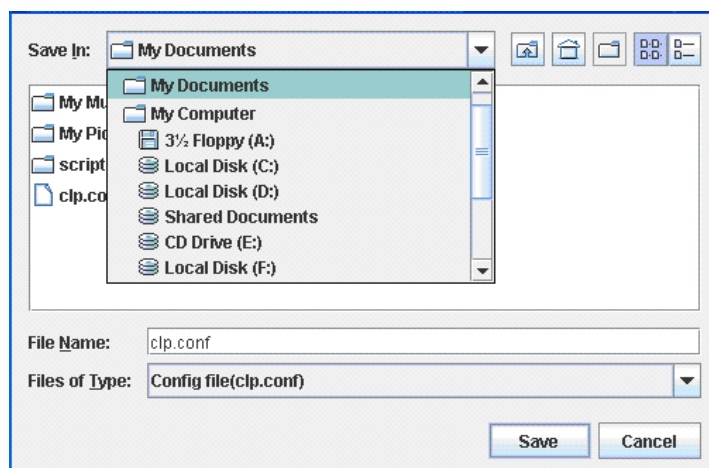 Save In: My Documents
My Documents
My Computer
3½ Floppy (A:)
Local Disk (C:)
Local Disk (D:)
Shared Documents
CD Drive (E:)
Local Disk (F:)
My Mu
My Pic
script
clp.co
File Name: clp.conf
Files of Type: Config file(clp.conf)
Save Cancel